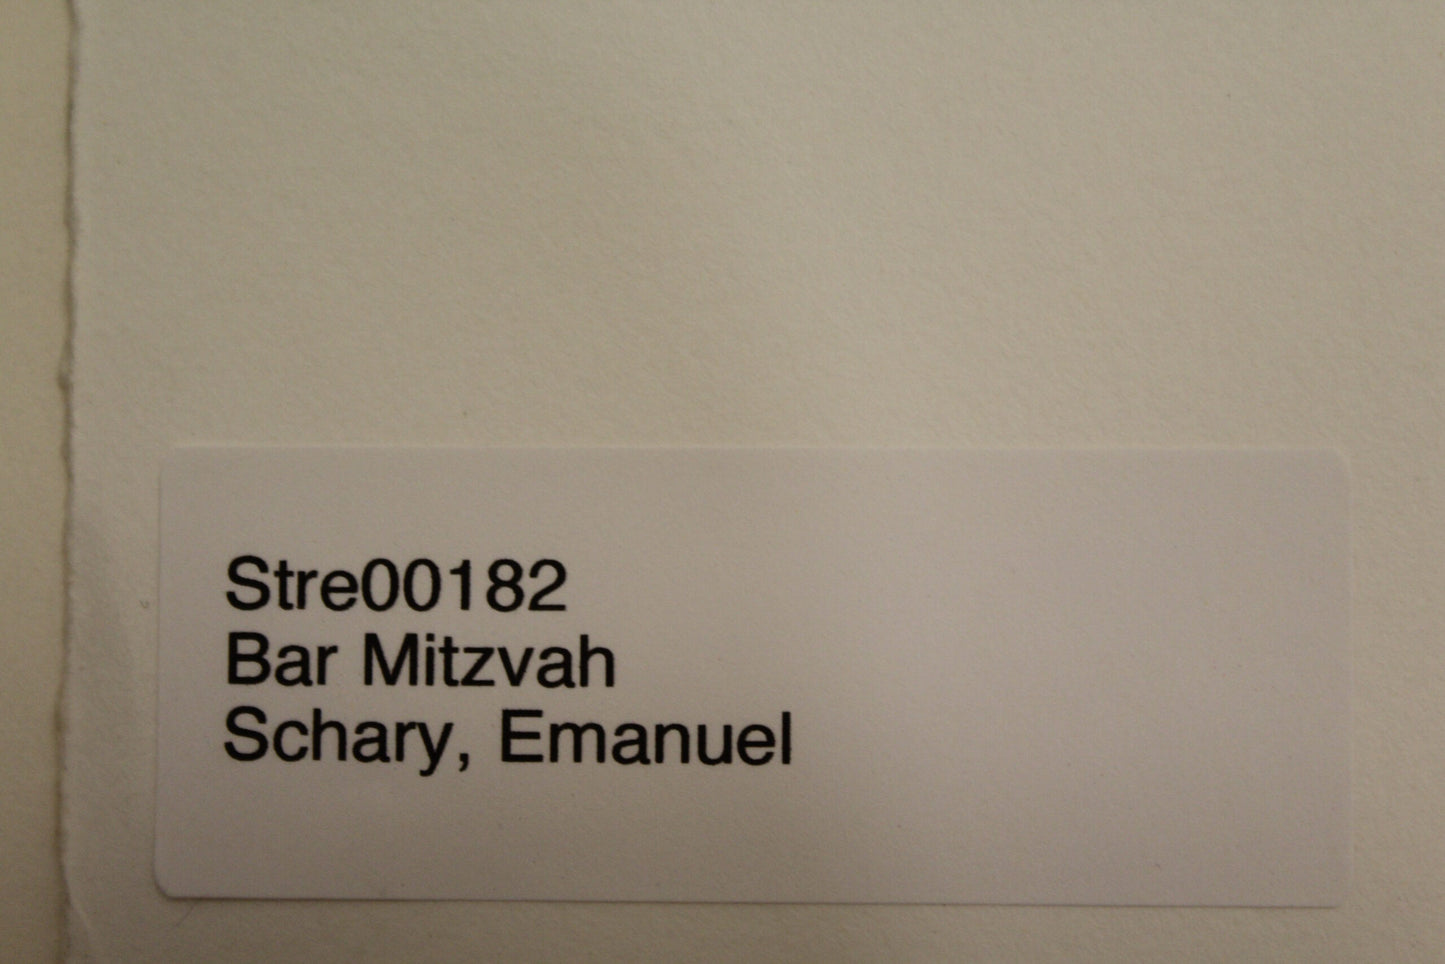 Stre00182
Bar Mitzvah
Schary, Emanuel